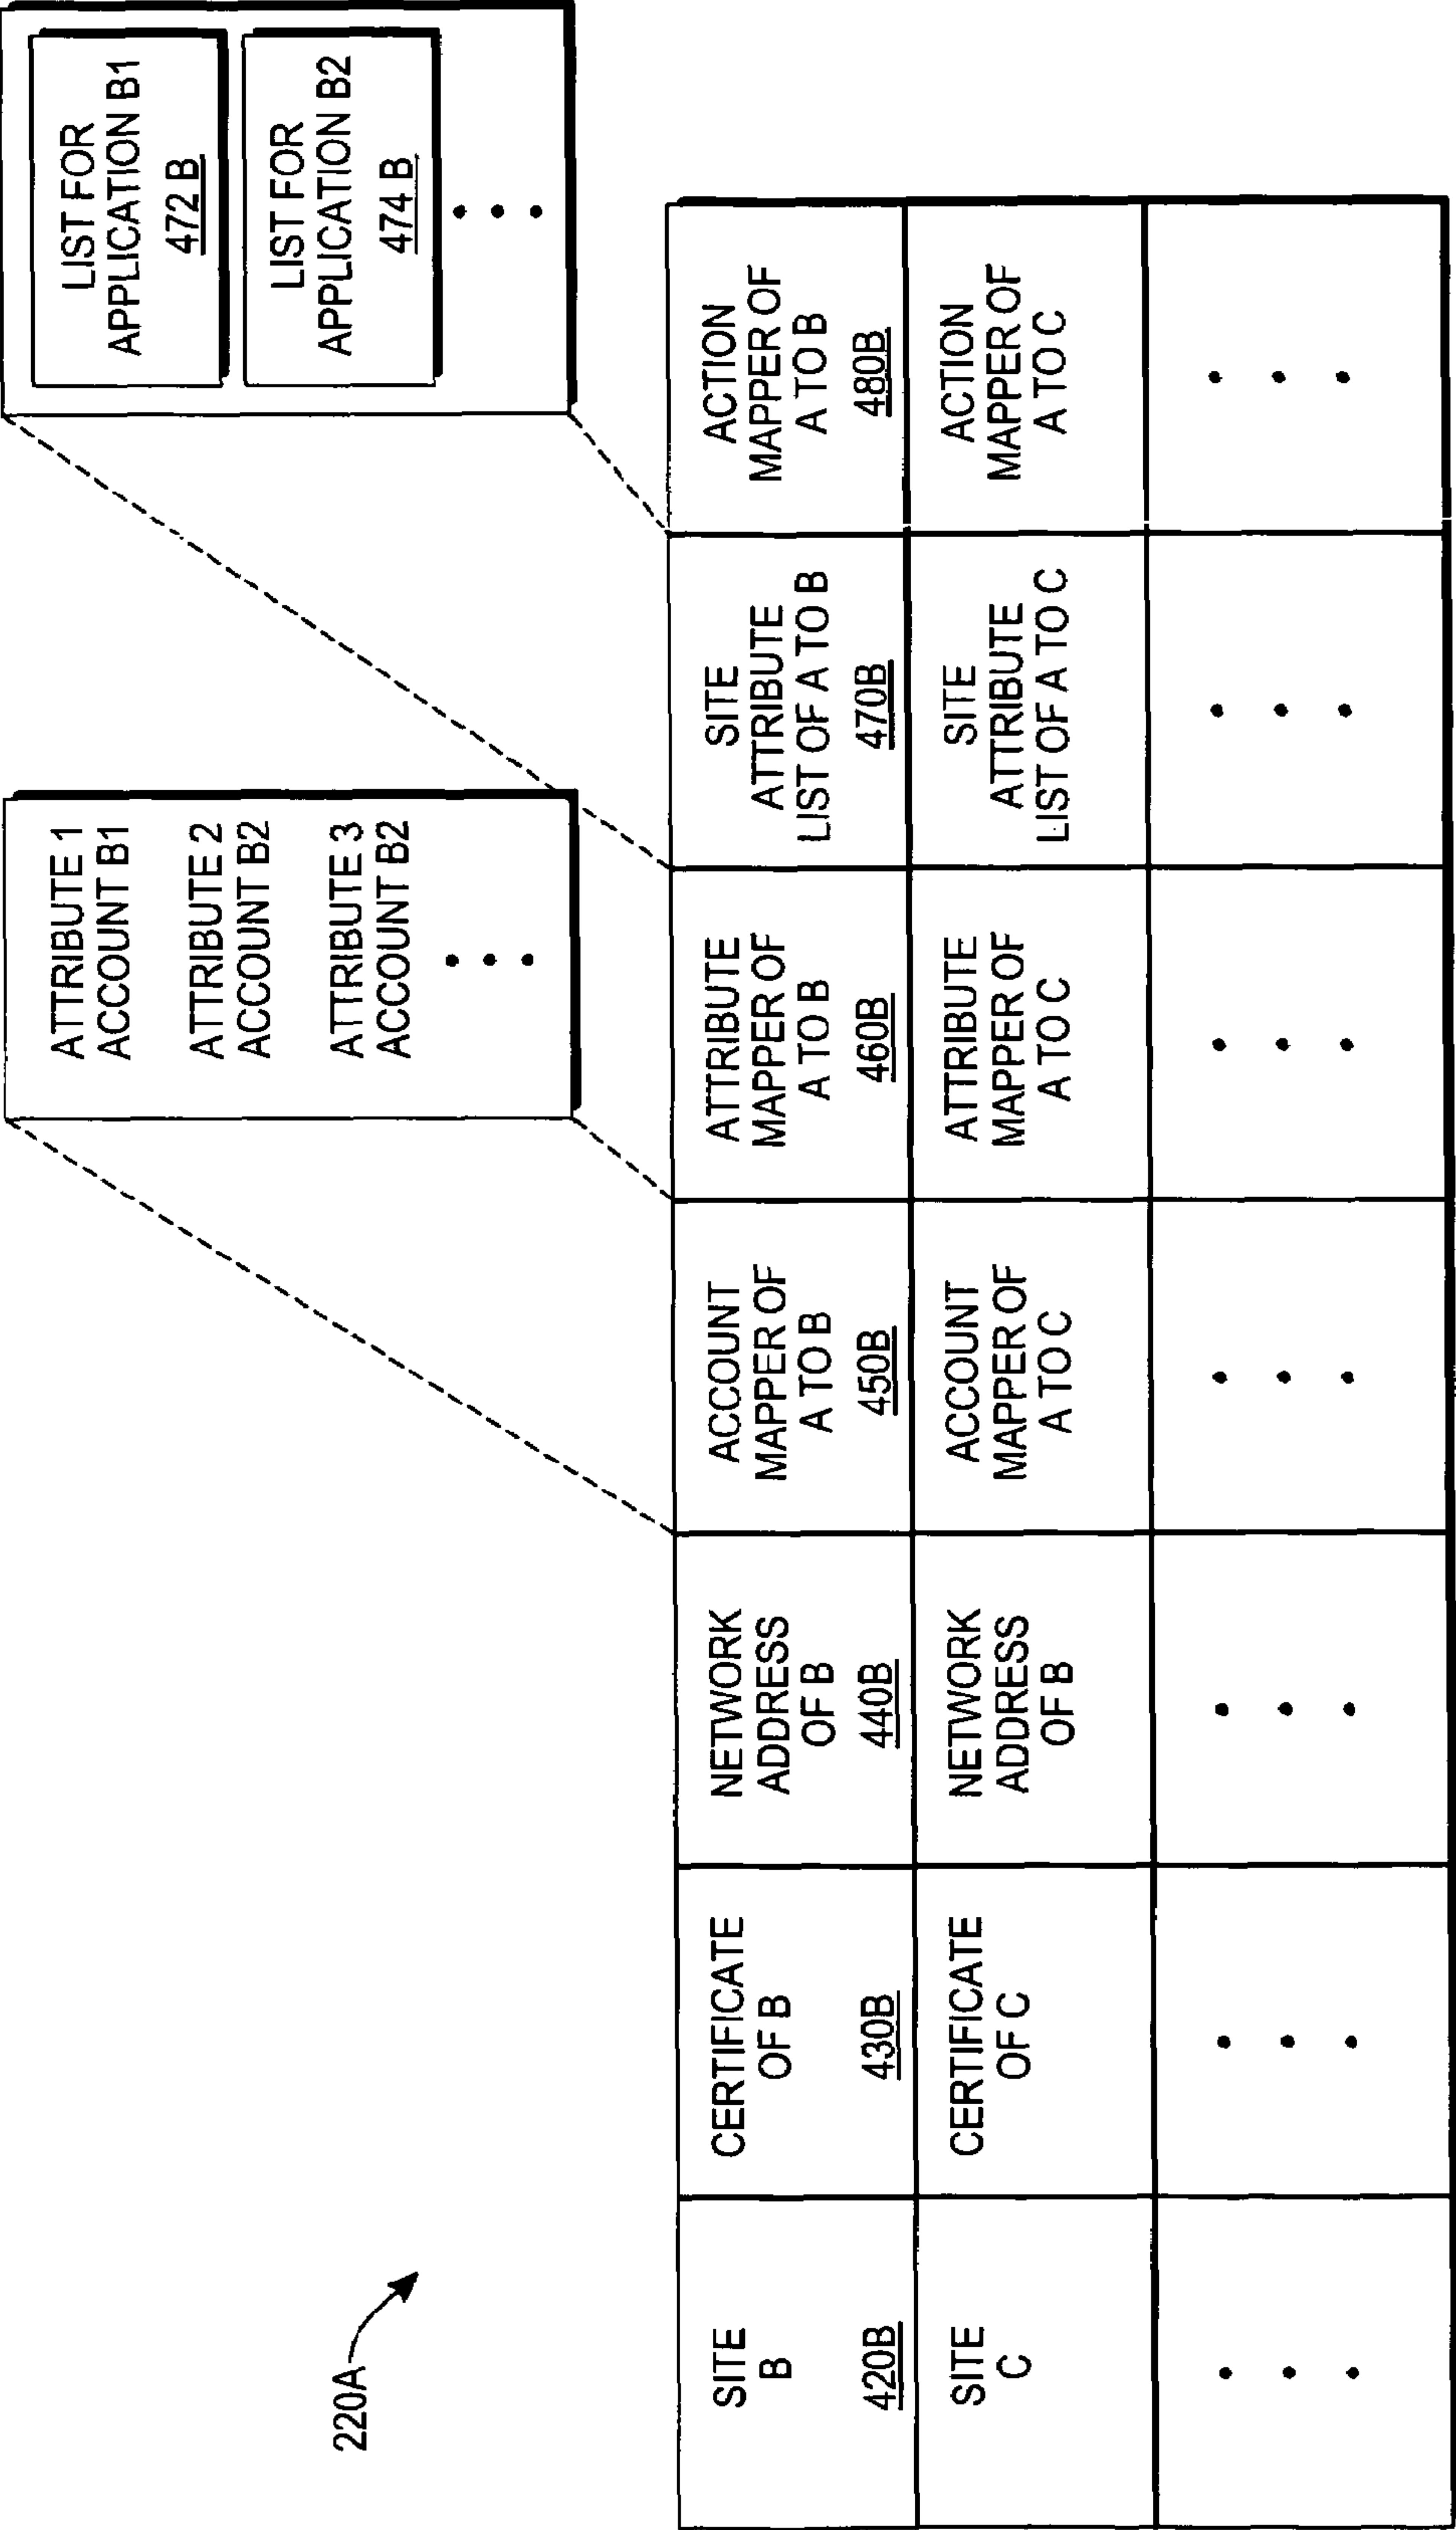 220A
ATTRIBUTE 1
ACCOUNT B1
ATTRIBUTE 2
ACCOUNT B2
ATTRIBUTE 3
ACCOUNT B2
LIST FOR
APPLICATION B1
472 B
LIST FOR
APPLICATION B2
474 B
SITE
B
420B
CERTIFICATE
OF B
430B
NETWORK
ADDRESS
OF B
440B
ACCOUNT
MAPPER OF
A TO B
450B
ATTRIBUTE
MAPPER OF
A TO B
460B
SITE
ATTRIBUTE
LIST OF A TO B
470B
ACTION
MAPPER OF
A TO B
480B
SITE
C
CERTIFICATE
OF C
NETWORK
ADDRESS
OF B
ACCOUNT
MAPPER OF
A TO C
ATTRIBUTE
MAPPER OF
A TO C
SITE
ATTRIBUTE
LIST OF A TO C
ACTION
MAPPER OF
A TO C